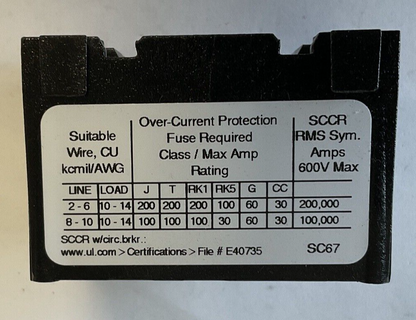 Suitable Wire, CU kcmil/AWG
Over-Current Protection Fuse Required Class / Max Amp Rating
SCCR RMS Sym. Amps 600V Max
LINE LOAD J T RK1 RK5 G CC
2 - 6 10 - 14 200 200 200 100 60 30 200,000
8 - 10 10 - 14 100 100 100 30 60 30 100,000
SCCR w/circ.brkr.:
www.ul.com > Certifications > File # E40735 SC67